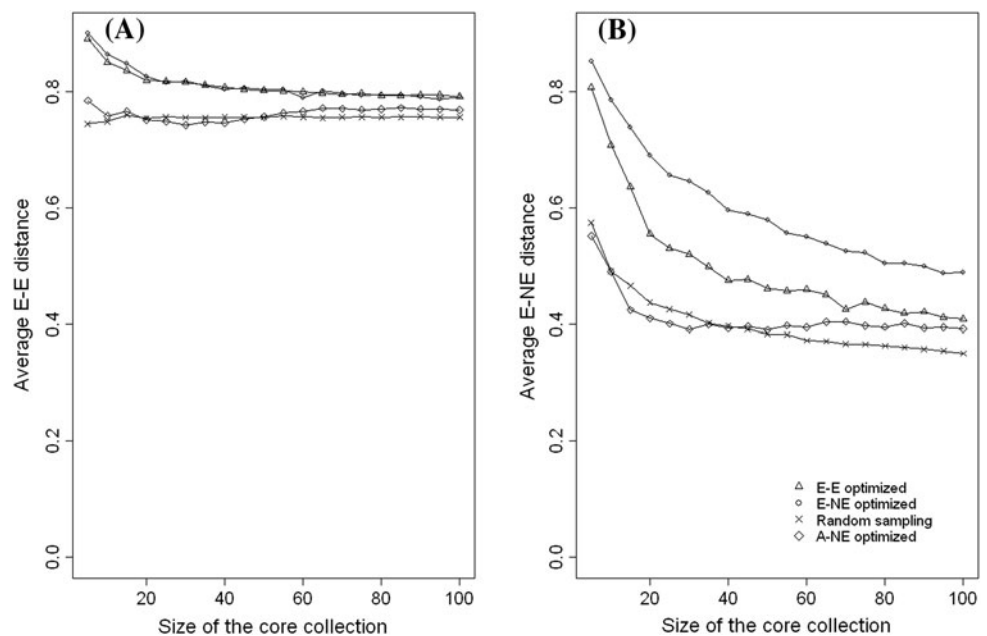 (A)
Average E-E distance
0.8
0.6
0.4
0.2
0.0
20 40 60 80 100
Size of the core collection
(B)
Average E-NE distance
0.8
0.6
0.4
0.2
0.0
E-E optimized
E-NE optimized
Random sampling
A-NE optimized
20 40 60 80 100
Size of the core collection